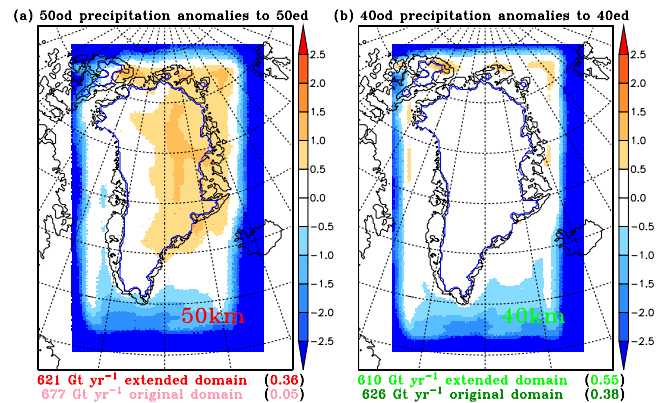 (a) 50od precipitation anomalies to 50ed
2.5
2.0
1.5
1.0
0.5
−0.5
−1.0
−1.5
−2.0
−2.5
50km
621 Gt yr−1 extended domain (0.36)
677 Gt yr−1 original domain (0.05)
(b) 40od precipitation anomalies to 40ed
2.5
2.0
1.5
1.0
0.5
−0.5
−1.0
−1.5
−2.0
−2.5
40km
610 Gt yr−1 extended domain (0.55)
626 Gt yr−1 original domain (0.38)